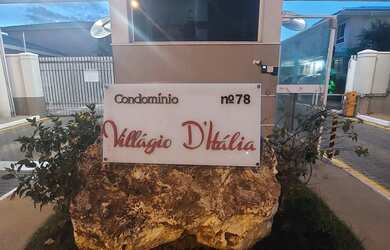 Condomínio nº78
Villágio D'Itália